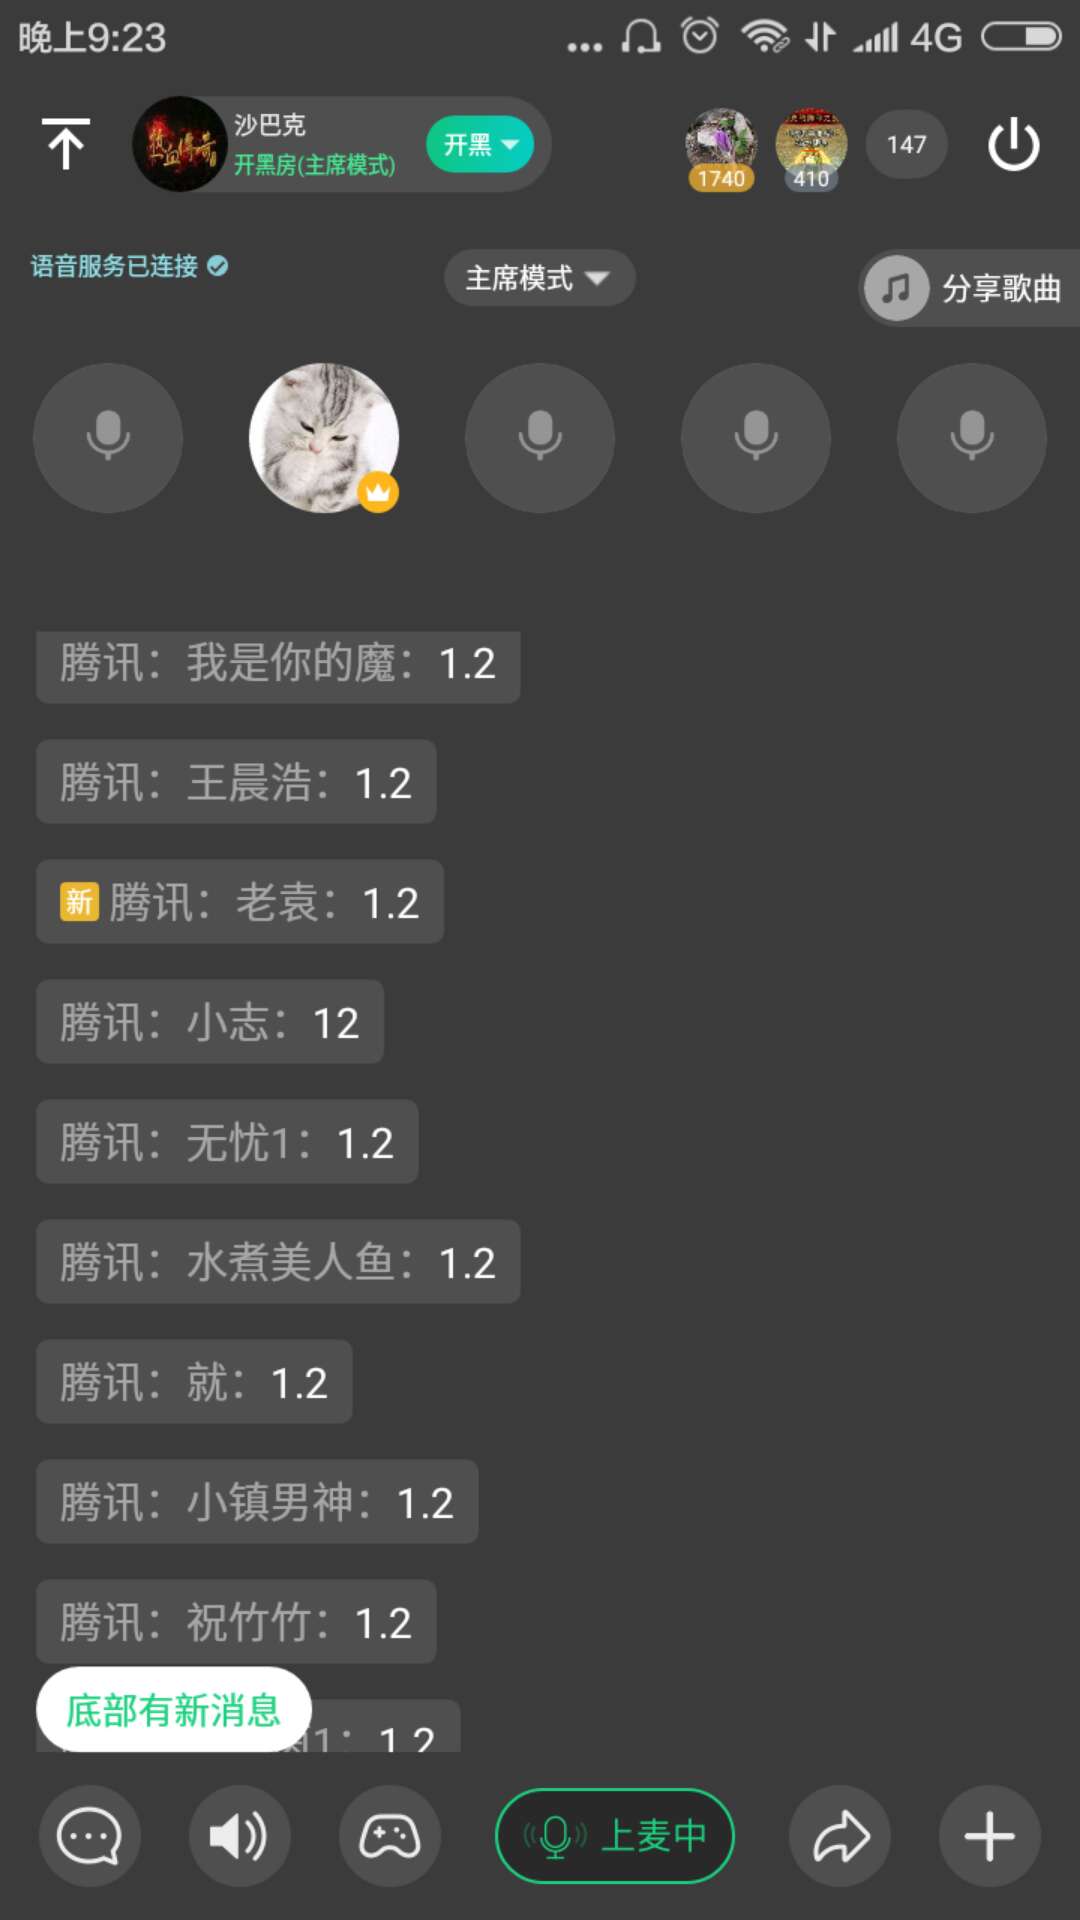 晚上9:23
4G
沙巴克
开黑房(主席模式)
开黑
热血传奇
1740
410
147
语音服务已连接
主席模式
分享歌曲
腾讯：我是你的魔：1.2
腾讯：王晨浩：1.2
新 腾讯：老袁：1.2
腾讯：小志：12
腾讯：无忧1：1.2
腾讯：水煮美人鱼：1.2
腾讯：就：1.2
腾讯：小镇男神：1.2
腾讯：祝竹竹：1.2
1：1.2
底部有新消息
上麦中